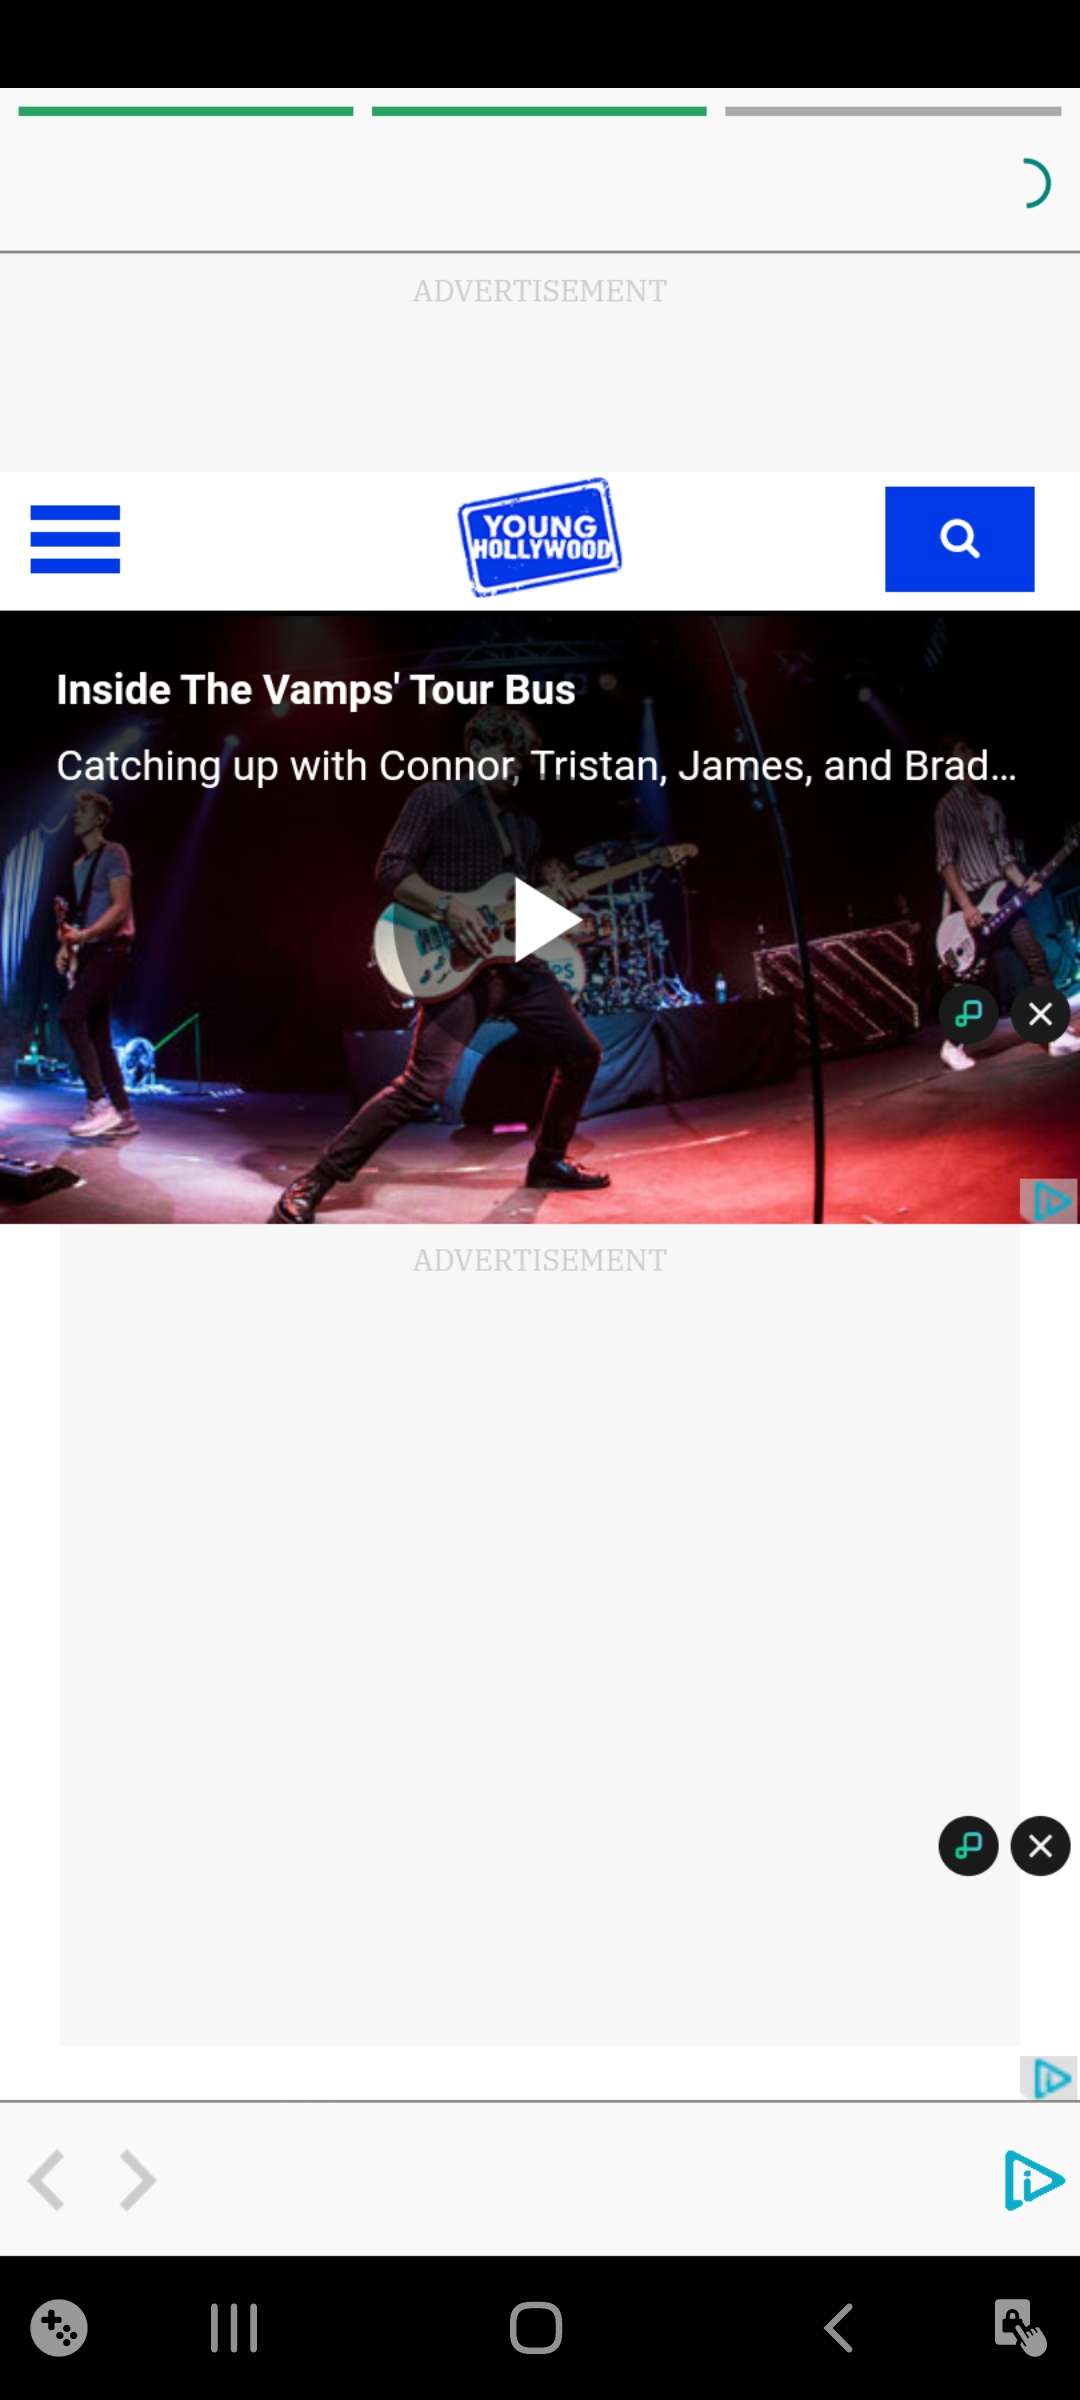 ADVERTISEMENT
YOUNG
HOLLYWOOD
Inside The Vamps' Tour Bus
Catching up with Connor, Tristan, James, and Brad...
ADVERTISEMENT